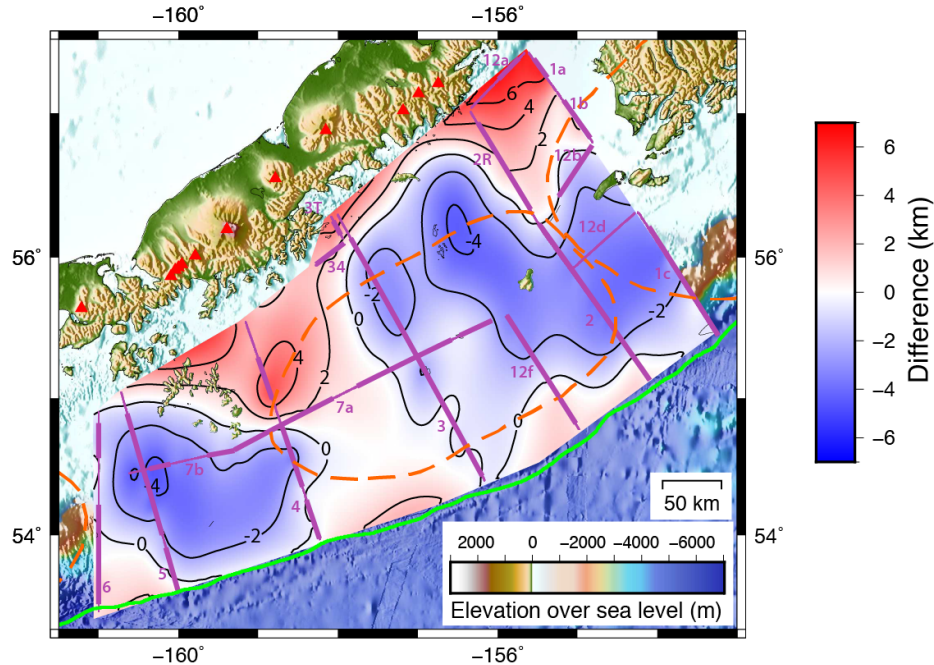 −160° −156°
12a
1a
6
4
1b
2
2R
12b
3T
-4
12d
56° 56°
34
1c
-2
0
-2
2
4
2
12f
7a
0
3
0
7b
-4
4
50 km
54° 54°
0
-2
5
6
2000 0 −2000 −4000 −6000
Elevation over sea level (m)
−160° −156°
6
4
2
0
−2
−4
−6
Difference (km)